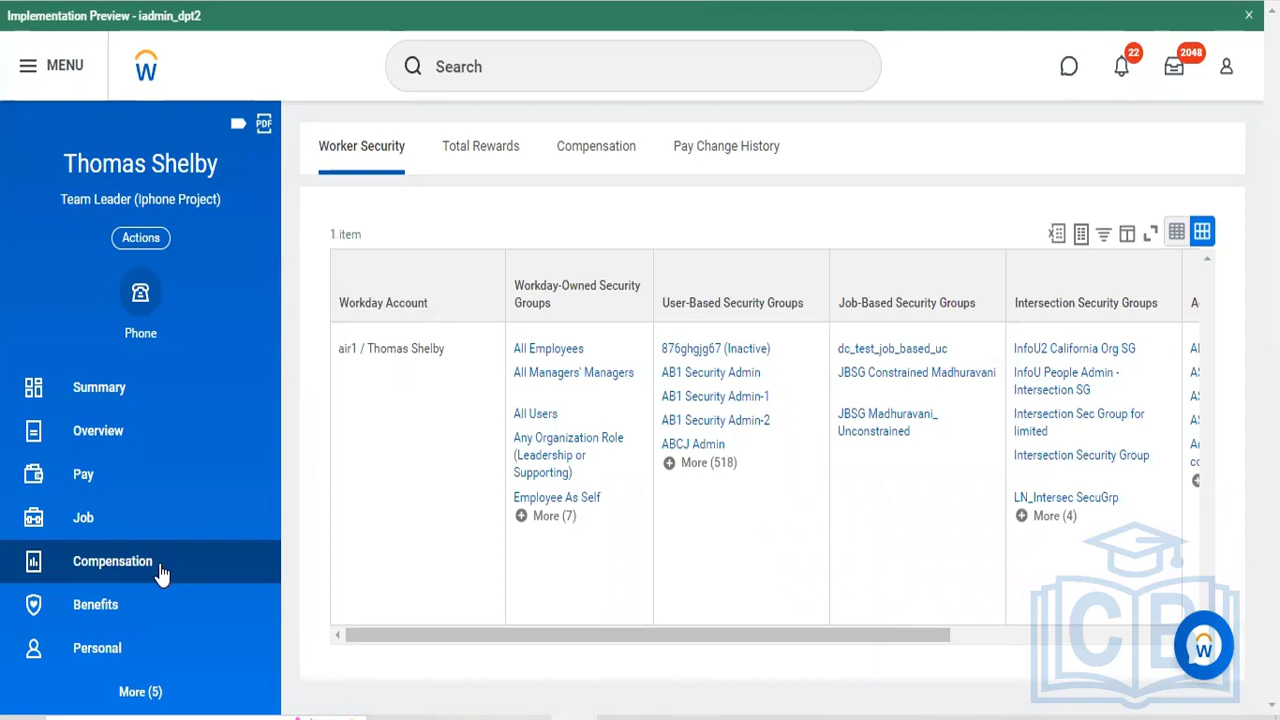 Implementation Preview - iadmin_dpt2
MENU
Search
22
2048
PDF
Thomas Shelby
Team Leader (Iphone Project)
Actions
Phone
Summary
Overview
Pay
Job
Compensation
Benefits
Personal
More (5)
Worker Security
Total Rewards
Compensation
Pay Change History
1 item
Workday Account
Workday-Owned Security
Groups
User-Based Security Groups
Job-Based Security Groups
Intersection Security Groups
air1 / Thomas Shelby
All Employees
All Managers' Managers
All Users
Any Organization Role
(Leadership or
Supporting)
Employee As Self
More (7)
876ghgjg67 (Inactive)
AB1 Security Admin
AB1 Security Admin-1
AB1 Security Admin-2
ABCJ Admin
More (518)
dc_test_job_based_uc
JBSG Constrained Madhuravani
JBSG Madhuravani_
Unconstrained
InfoU2 California Org SG
InfoU People Admin -
Intersection SG
Intersection Sec Group for
limited
Intersection Security Group
LN_Intersec SecuGrp
More (4)
CB